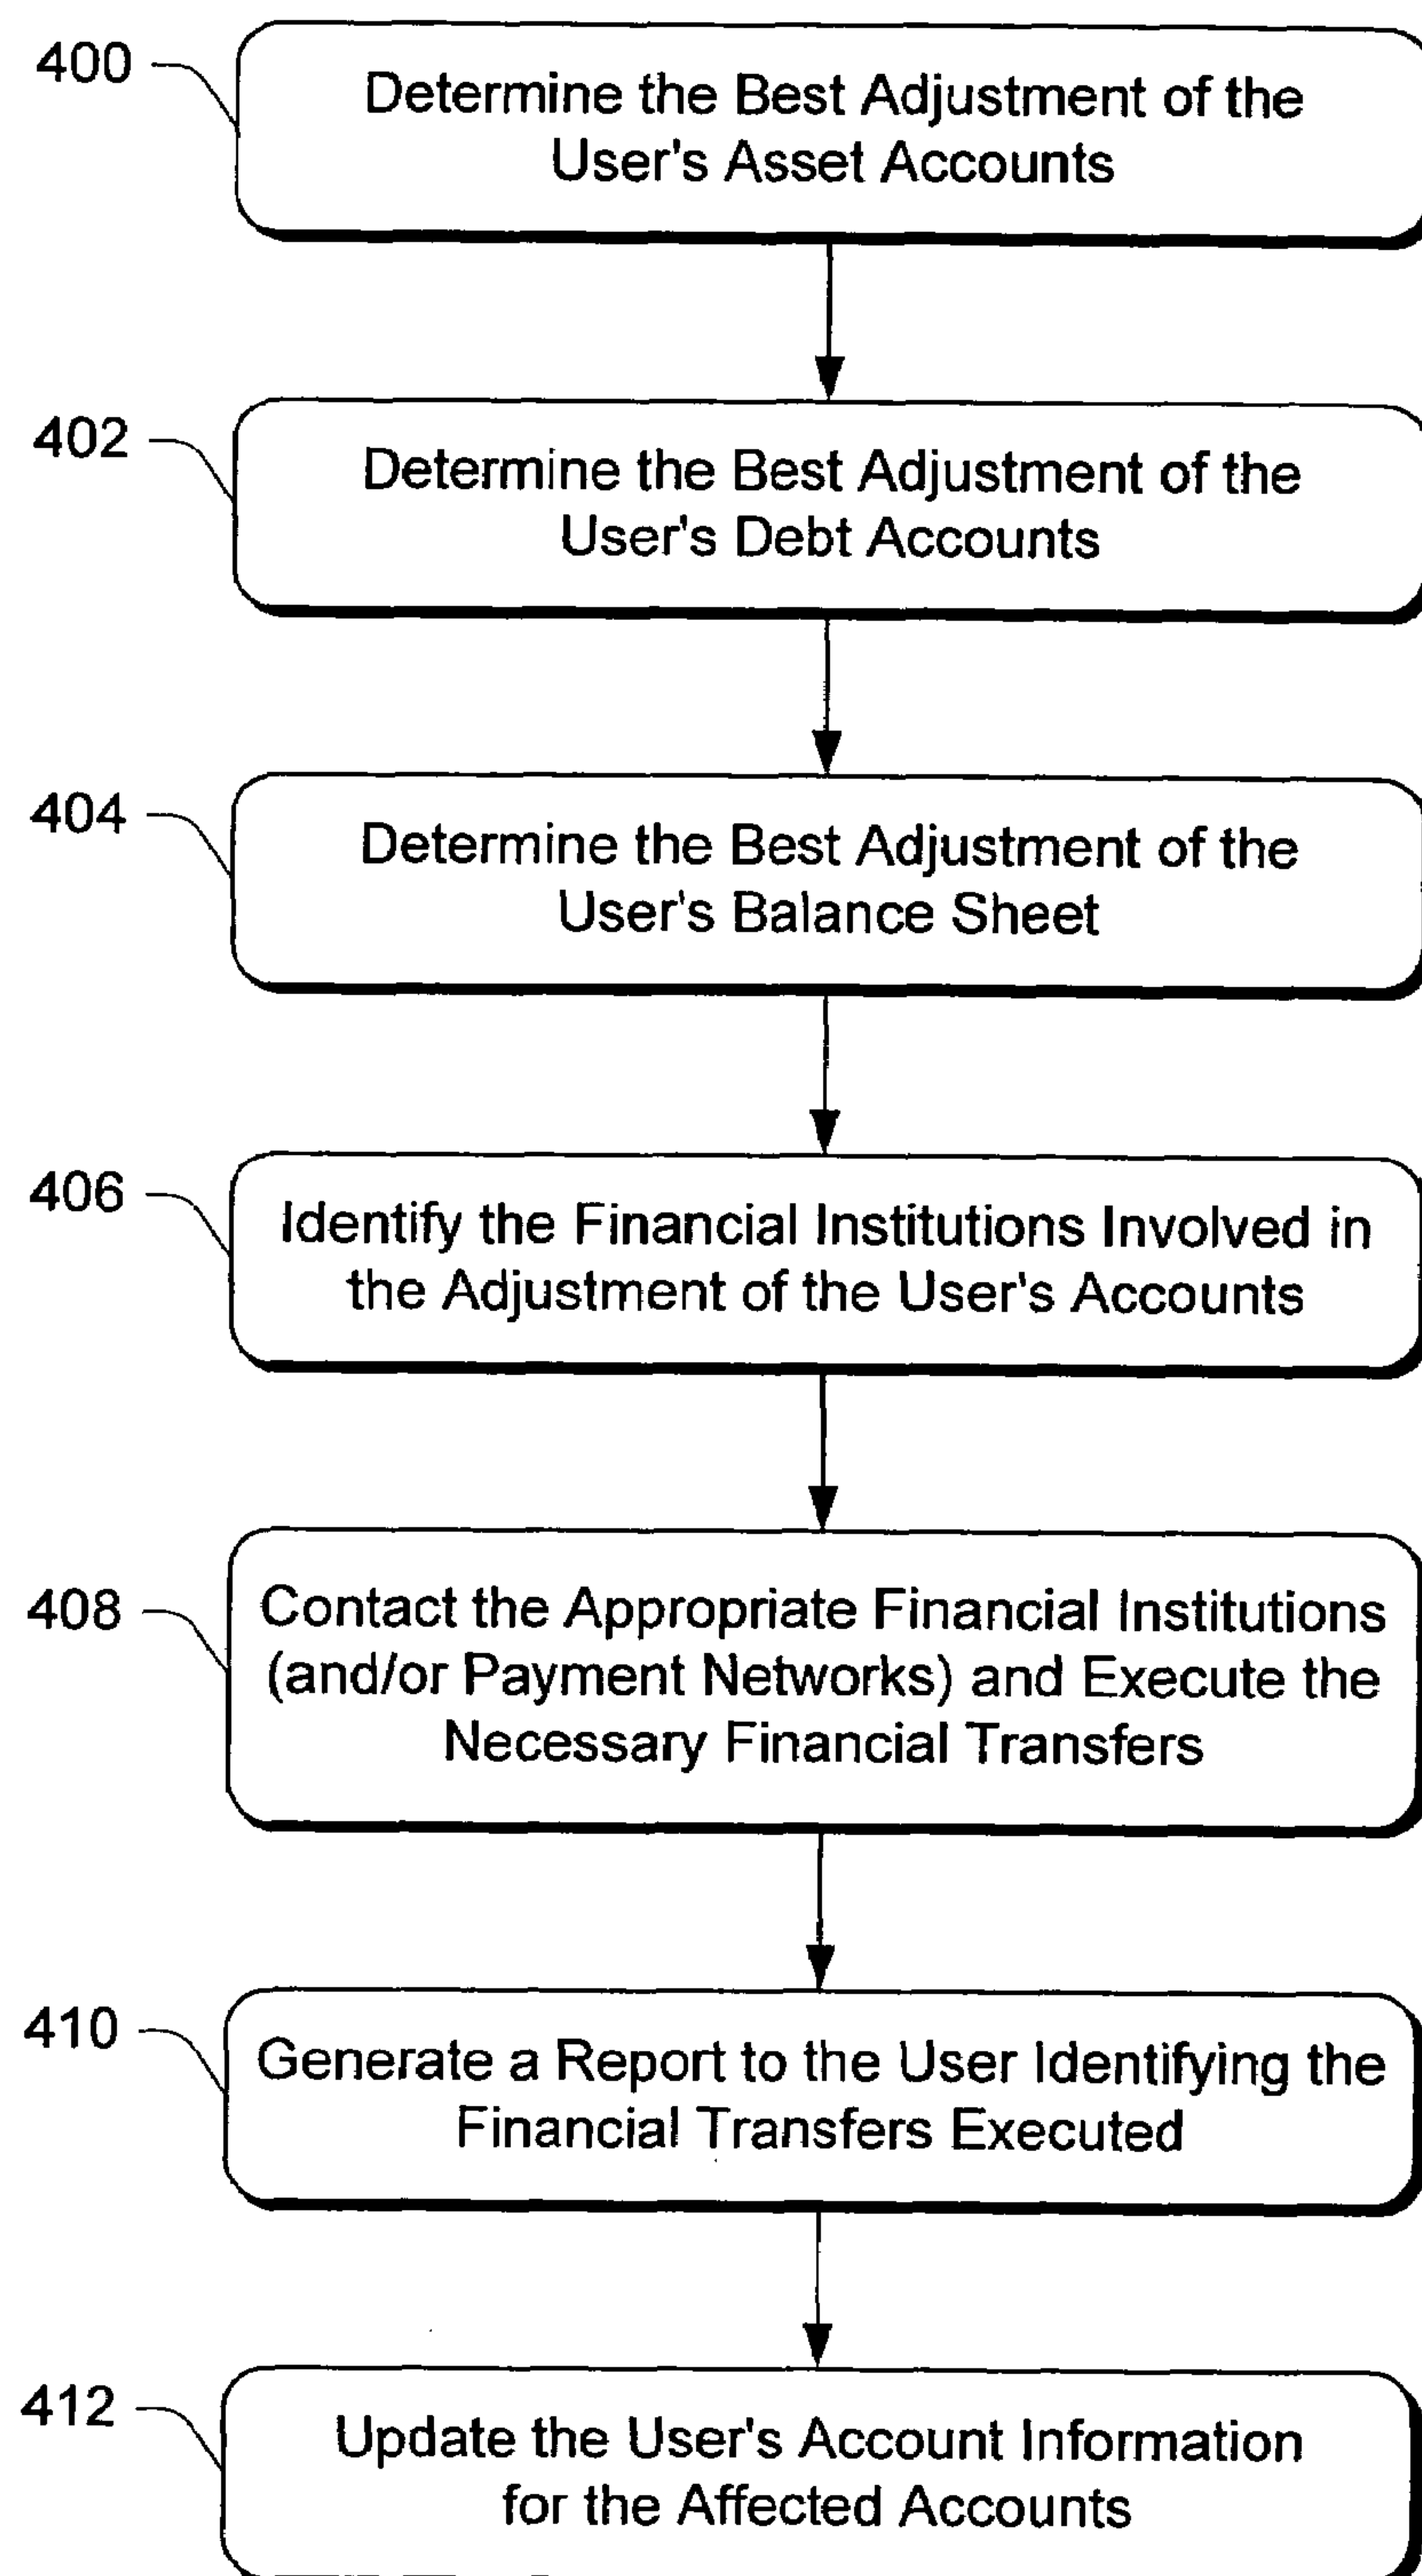 400
Determine the Best Adjustment of the
User's Asset Accounts
402
Determine the Best Adjustment of the
User's Debt Accounts
404
Determine the Best Adjustment of the
User's Balance Sheet
406
Identify the Financial Institutions Involved in
the Adjustment of the User's Accounts
408
Contact the Appropriate Financial Institutions
(and/or Payment Networks) and Execute the
Necessary Financial Transfers
410
Generate a Report to the User Identifying the
Financial Transfers Executed
412
Update the User's Account Information
for the Affected Accounts